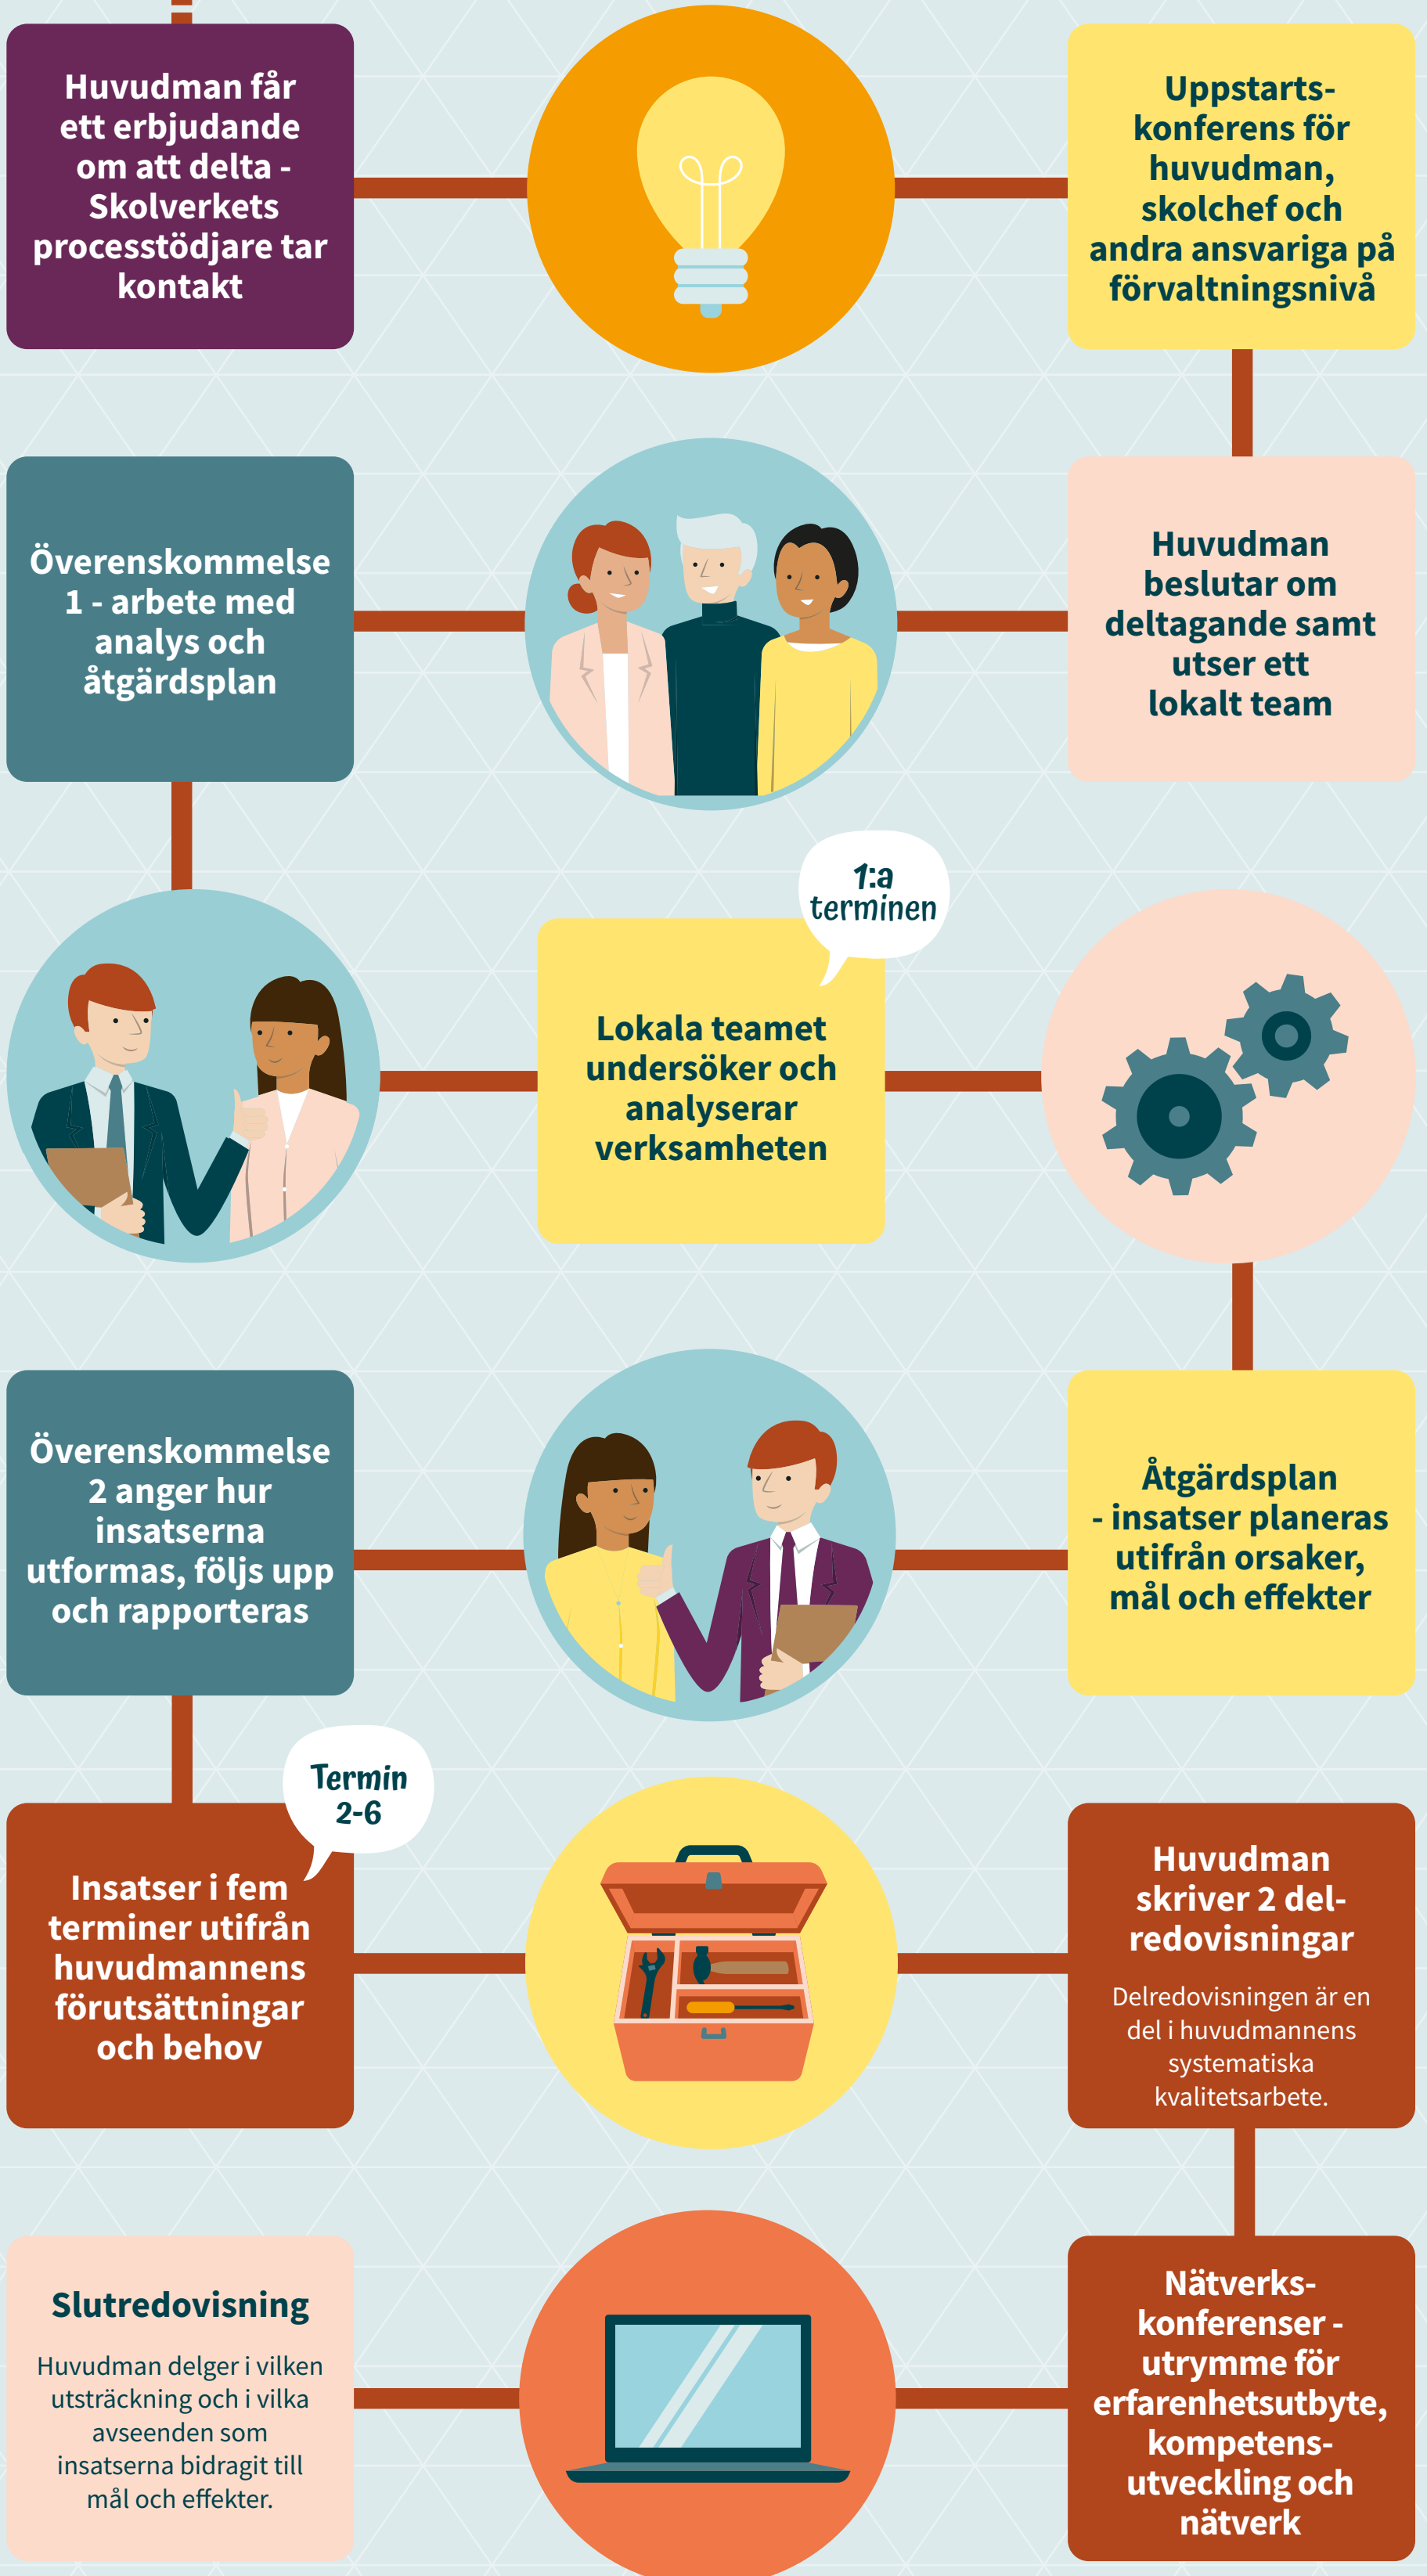 Huvudman får
ett erbjudande
om att delta -
Skolverkets
processtödjare tar
kontakt
Uppstarts-
konferens för
huvudman,
skolchef och
andra ansvariga på
förvaltningsnivå
Huvudman
beslutar om
deltagande samt
utser ett
lokalt team
Överenskommelse
1 - arbete med
analys och
åtgärdsplan
1:a
terminen
Lokala teamet
undersöker och
analyserar
verksamheten
Åtgärdsplan
- insatser planeras
utifrån orsaker,
mål och effekter
Överenskommelse
2 anger hur
insatserna
utformas, följs upp
och rapporteras
Termin
2-6
Insatser i fem
terminer utifrån
huvudmannens
förutsättningar
och behov
Huvudman
skriver 2 del-
redovisningar
Delredovisningen är en
del i huvudmannens
systematiska
kvalitetsarbete.
Nätverks-
konferenser -
utrymme för
erfarenhetsutbyte,
kompetens-
utveckling och
nätverk
Slutredovisning
Huvudman delger i vilken
utsträckning och i vilka
avseenden som
insatserna bidragit till
mål och effekter.